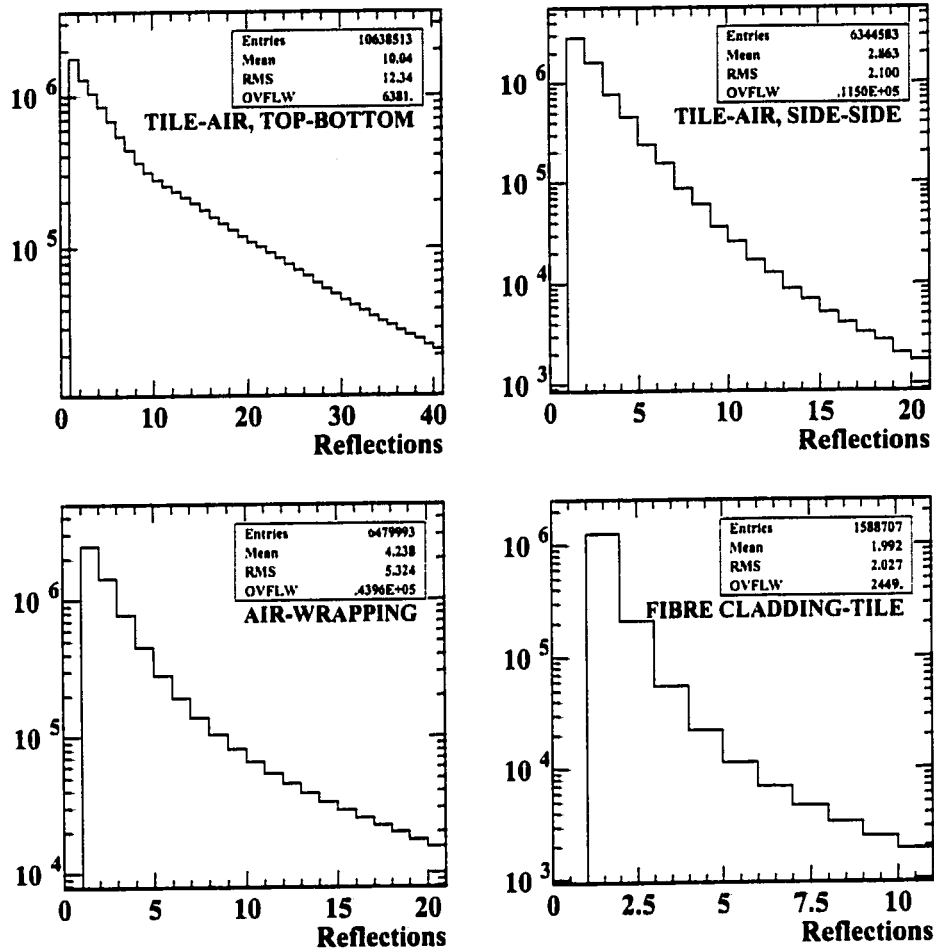 Entries 10638513
Mean 10.04
RMS 12.34
OVFLW 6381.
TILE-AIR, TOP-BOTTOM
10 6
10 5
0 10 20 30 40
Reflections
Entries 6344583
Mean 2.863
RMS 2.100
OVFLW .1150E+05
TILE-AIR, SIDE-SIDE
10 6
10 5
10 4
10 3
0 5 10 15 20
Reflections
Entries 6479993
Mean 4.238
RMS 5.324
OVFLW .4396E+05
AIR-WRAPPING
10 6
10 5
10 4
0 5 10 15 20
Reflections
Entries 1588707
Mean 1.992
RMS 2.027
OVFLW 2449.
FIBRE CLADDING-TILE
10 6
10 5
10 4
10 3
0 2.5 5 7.5 10
Reflections